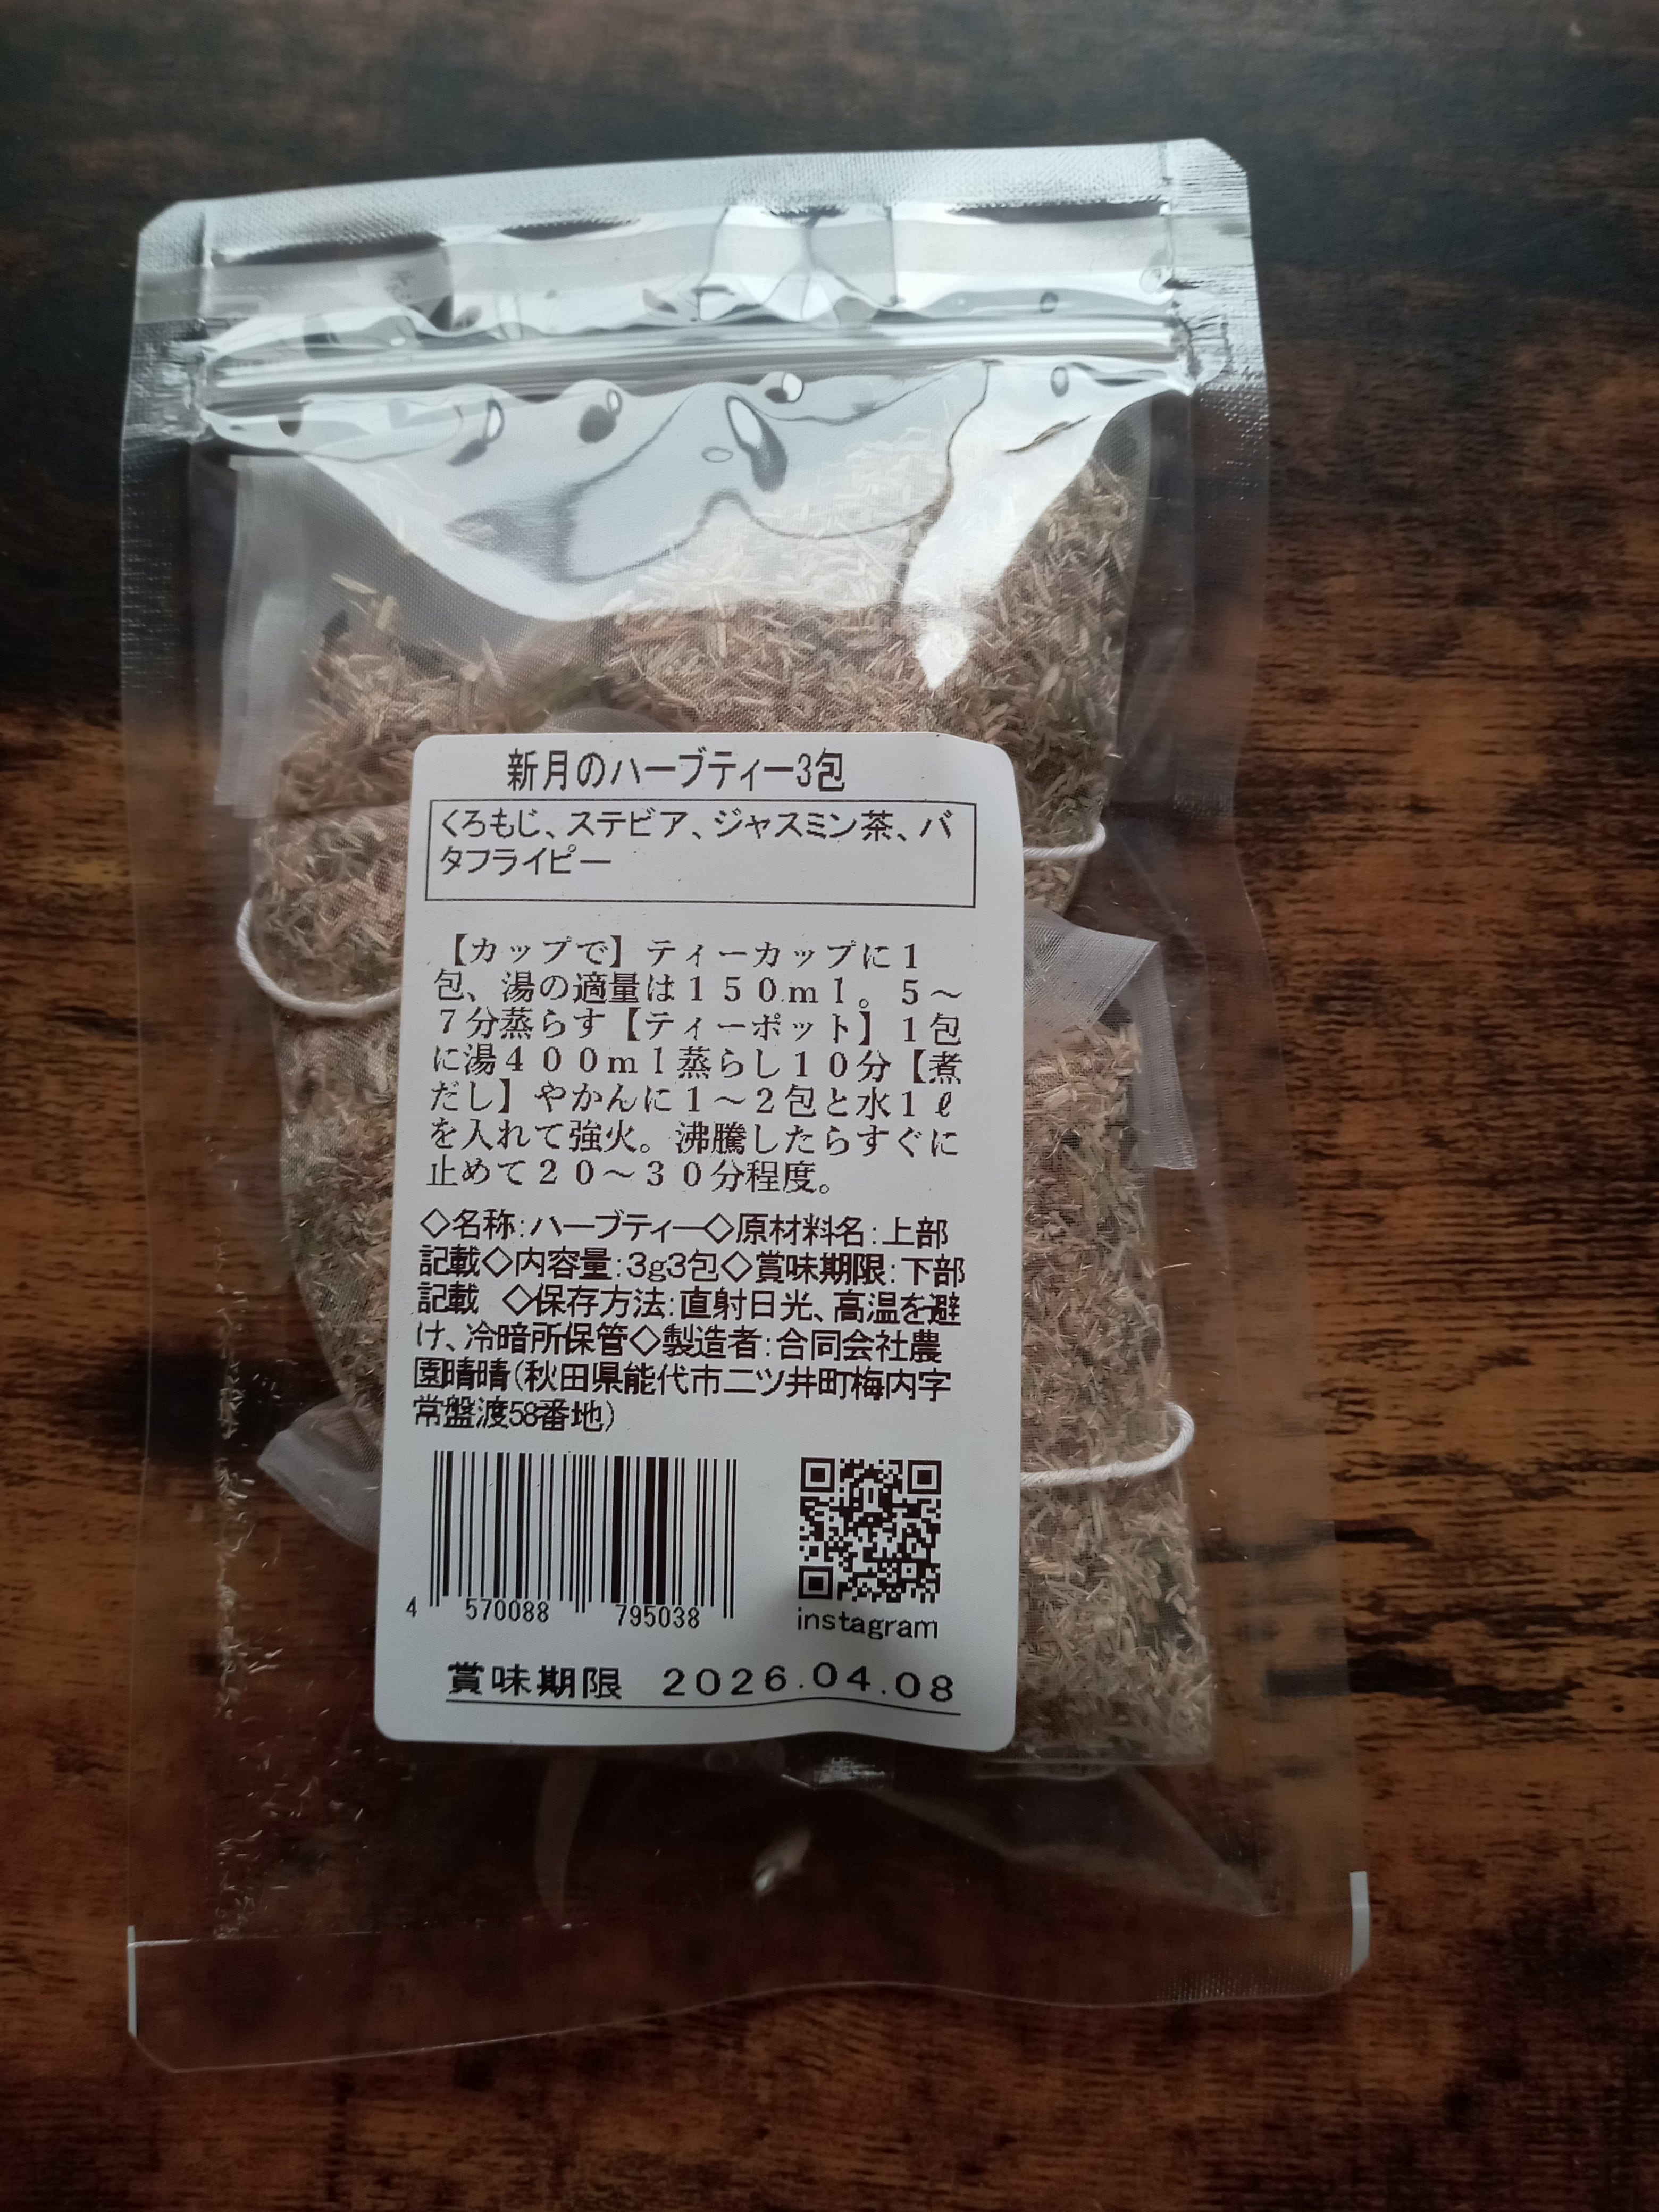 新月のハーブティー3包
くろもじ、ステビア、ジャスミン茶、バ
タフライピー
【カップで】ティーカップに１
包、湯の適量は１５０ｍｌ。５～
７分蒸らす【ティーポット】１包
に湯４００ｍｌ蒸らし１０分【煮
だし】やかんに１～２包と水１ℓ
を入れて強火。沸騰したらすぐに
止めて２０～３０分程度。
◇名称:ハーブティー◇原材料名:上部
記載◇内容量:3g3包◇賞味期限:下部
記載 ◇保存方法:直射日光、高温を避
け、冷暗所保管◇製造者:合同会社農
園晴晴(秋田県能代市二ツ井町梅内字
常盤渡58番地)
4 570088 795038
instagram
賞味期限 2026.04.08